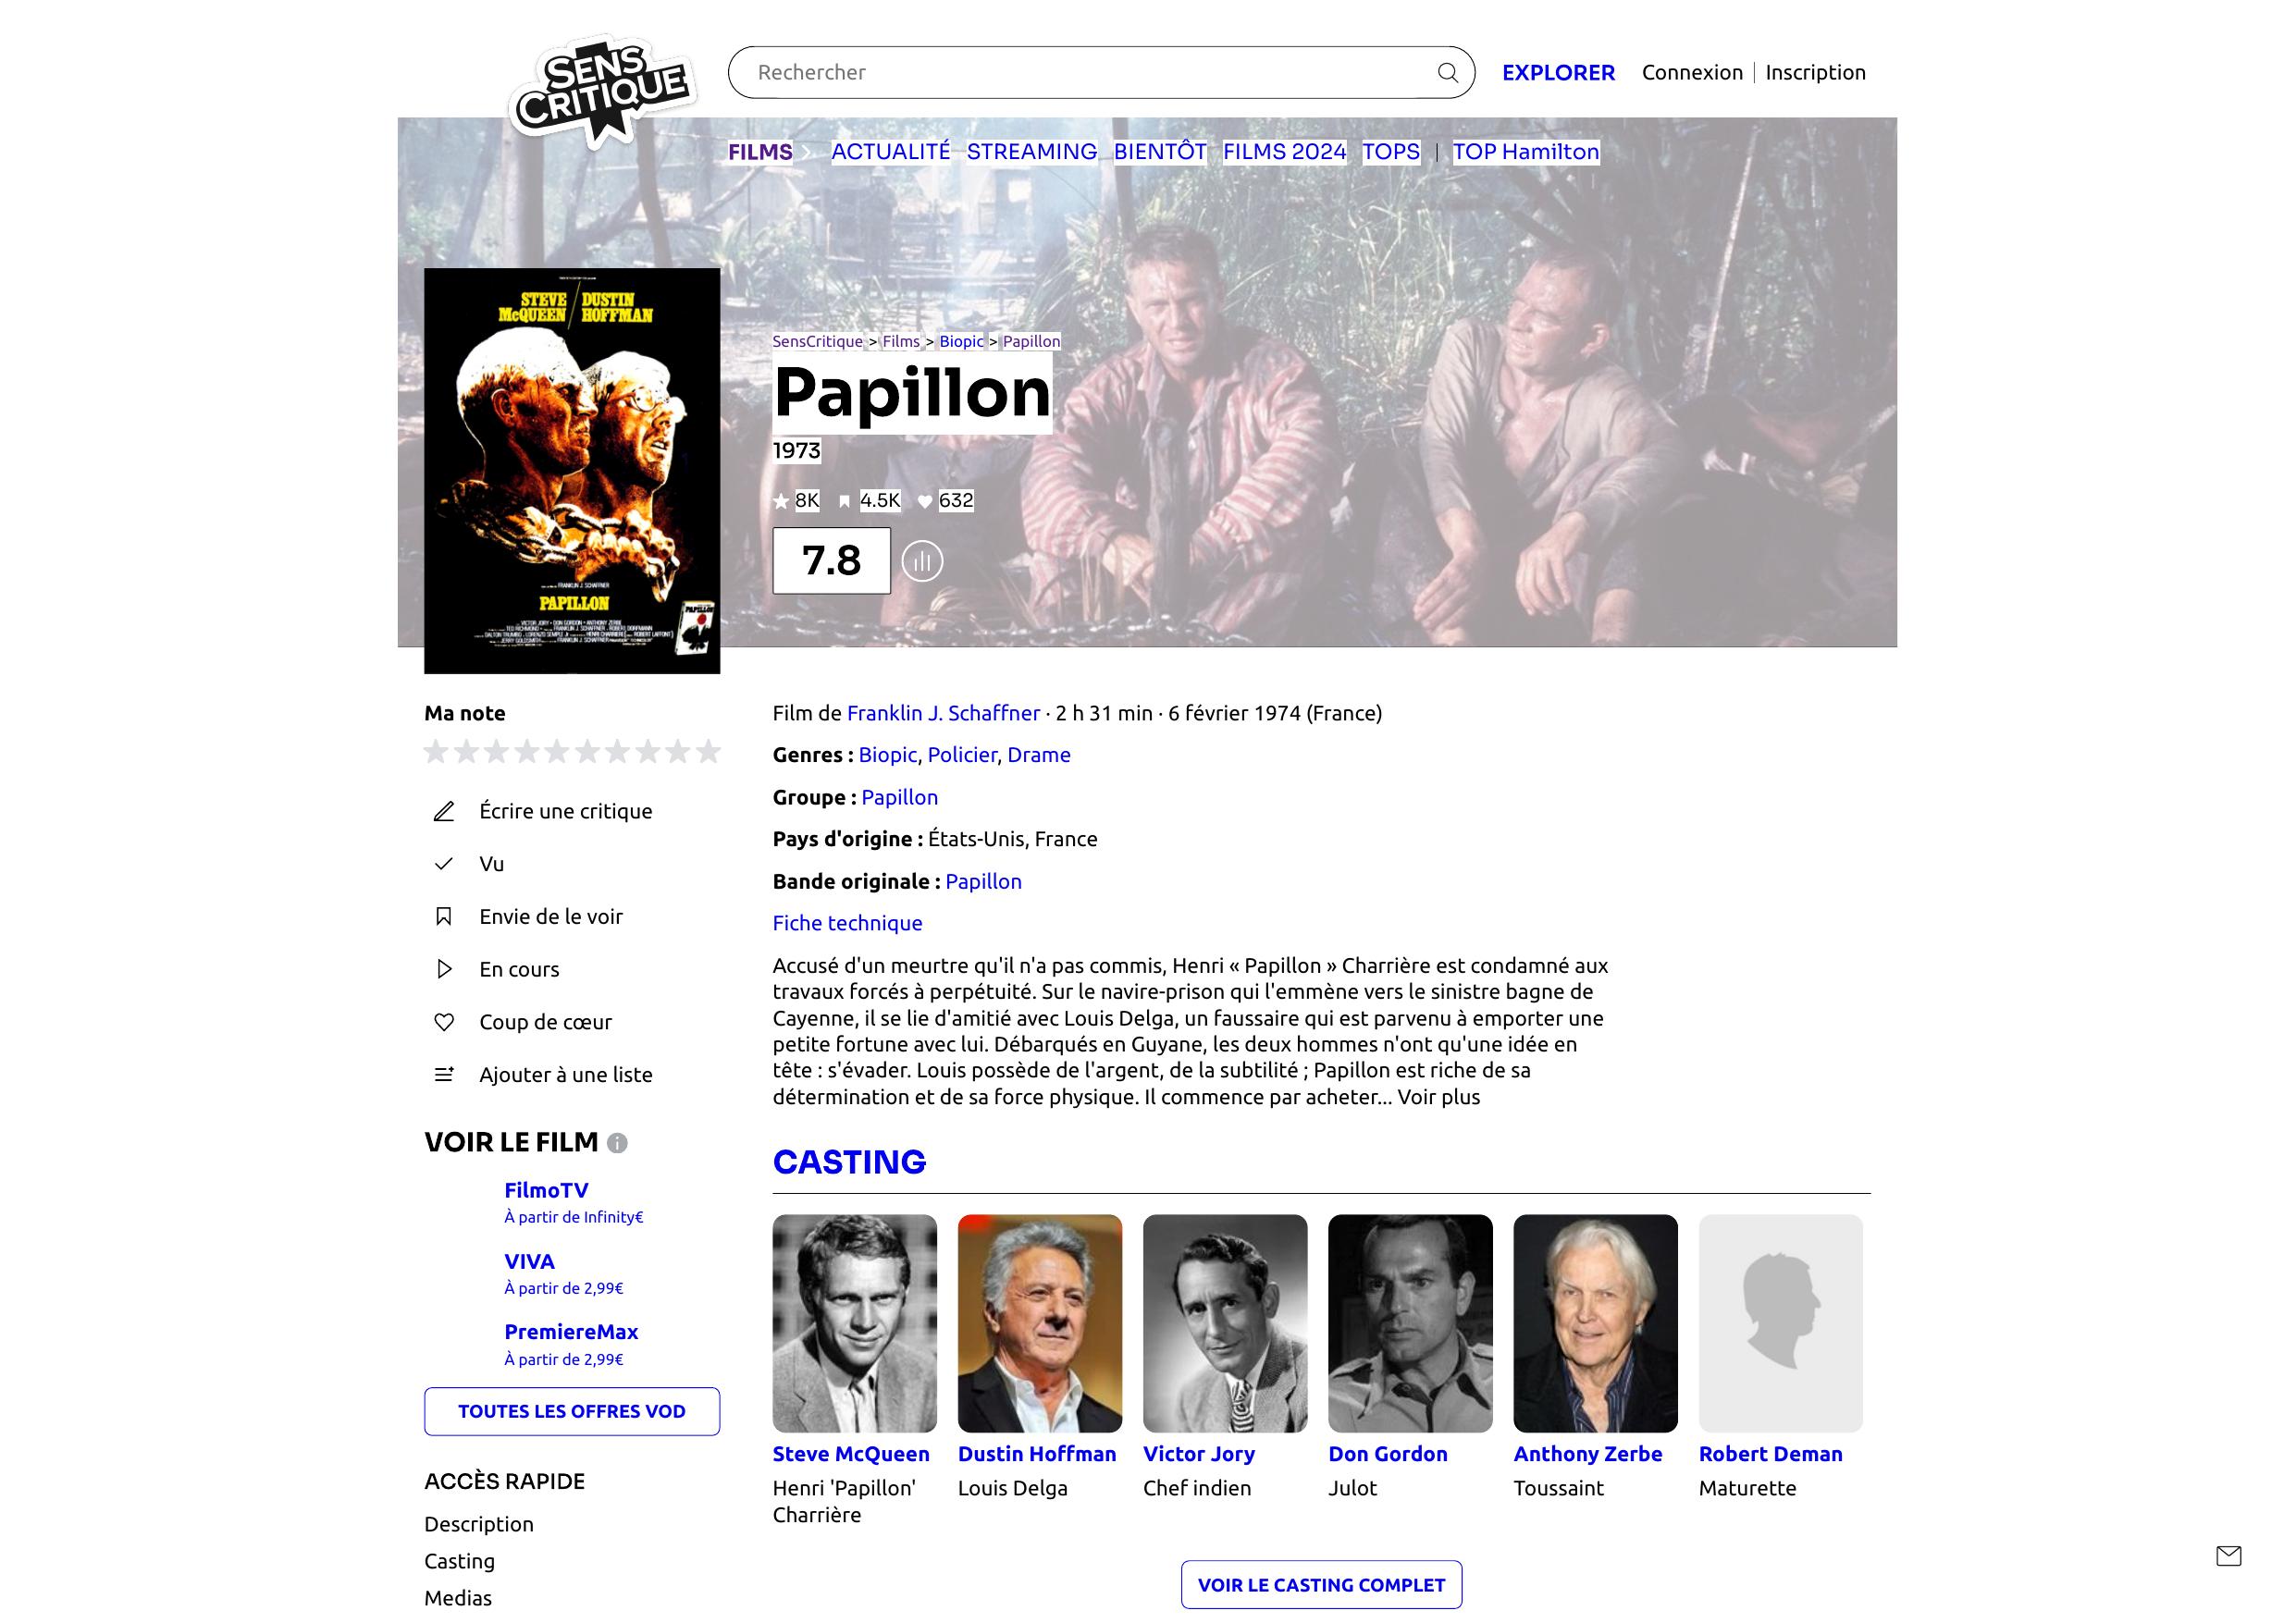 SENS CRITIQUE
Rechercher
EXPLORER Connexion | Inscription
FILMS ACTUALITÉ STREAMING BIENTÔT FILMS 2024 TOPS | TOP Hamilton
STEVE McQUEEN / DUSTIN HOFFMAN
FRANKLIN J. SCHAFFNER
PAPILLON
VICTOR JORY • DON GORDON • ANTHONY ZERBE
PAPILLON
SensCritique > Films > Biopic > Papillon
Papillon
1973
8K 4.5K 632
7.8
Ma note
Écrire une critique
Vu
Envie de le voir
En cours
Coup de cœur
Ajouter à une liste
VOIR LE FILM
FilmoTV
À partir de Infinity€
VIVA
À partir de 2,99€
PremiereMax
À partir de 2,99€
TOUTES LES OFFRES VOD
ACCÈS RAPIDE
Description
Casting
Medias
Film de Franklin J. Schaffner · 2 h 31 min · 6 février 1974 (France)
Genres : Biopic, Policier, Drame
Groupe : Papillon
Pays d'origine : États-Unis, France
Bande originale : Papillon
Fiche technique
Accusé d'un meurtre qu'il n'a pas commis, Henri « Papillon » Charrière est condamné aux
travaux forcés à perpétuité. Sur le navire-prison qui l'emmène vers le sinistre bagne de
Cayenne, il se lie d'amitié avec Louis Delga, un faussaire qui est parvenu à emporter une
petite fortune avec lui. Débarqués en Guyane, les deux hommes n'ont qu'une idée en
tête : s'évader. Louis possède de l'argent, de la subtilité ; Papillon est riche de sa
détermination et de sa force physique. Il commence par acheter... Voir plus
CASTING
Steve McQueen
Henri 'Papillon'
Charrière
Dustin Hoffman
Louis Delga
Victor Jory
Chef indien
Don Gordon
Julot
Anthony Zerbe
Toussaint
Robert Deman
Maturette
VOIR LE CASTING COMPLET